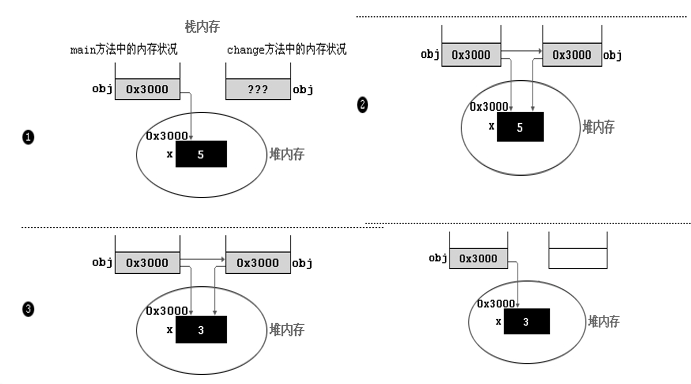 栈内存
main方法中的内存状况
change方法中的内存状况
obj 0x3000
??? obj
❶
0x3000
x 5
堆内存
obj 0x3000
0x3000 obj
❷
0x3000
x 5
堆内存
obj 0x3000
0x3000 obj
❸
0x3000
x 3
堆内存
obj 0x3000
0x3000
x 3
堆内存